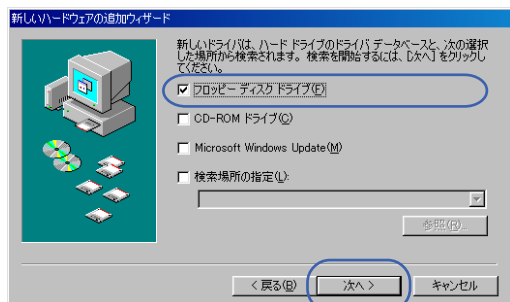 新しいハードウェアの追加ウィザード
新しいドライバは、ハード ドライブのドライバ データベースと、次の選択
した場所から検索されます。検索を開始するには、[次へ] をクリックし
てください。
フロッピー ディスク ドライブ(F)
CD-ROM ドライブ(C)
Microsoft Windows Update(M)
検索場所の指定(L):
参照(R)...
< 戻る(B)
次へ >
キャンセル